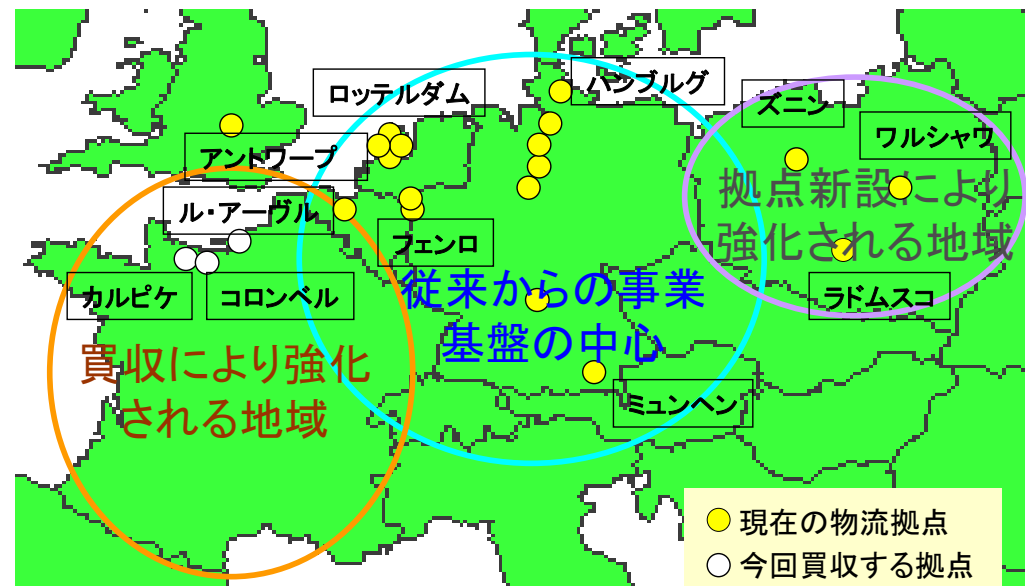 ロッテルダム
ハンブルグ
ズニン
ワルシャウ
アントワープ
拠点新設により
強化される地域
ル・アーヴル
フェンロ
カルピケ
コロンベル
従来からの事業
基盤の中心
ラドムスコ
買収により強化
される地域
ミュンヘン
現在の物流拠点
今回買収する拠点